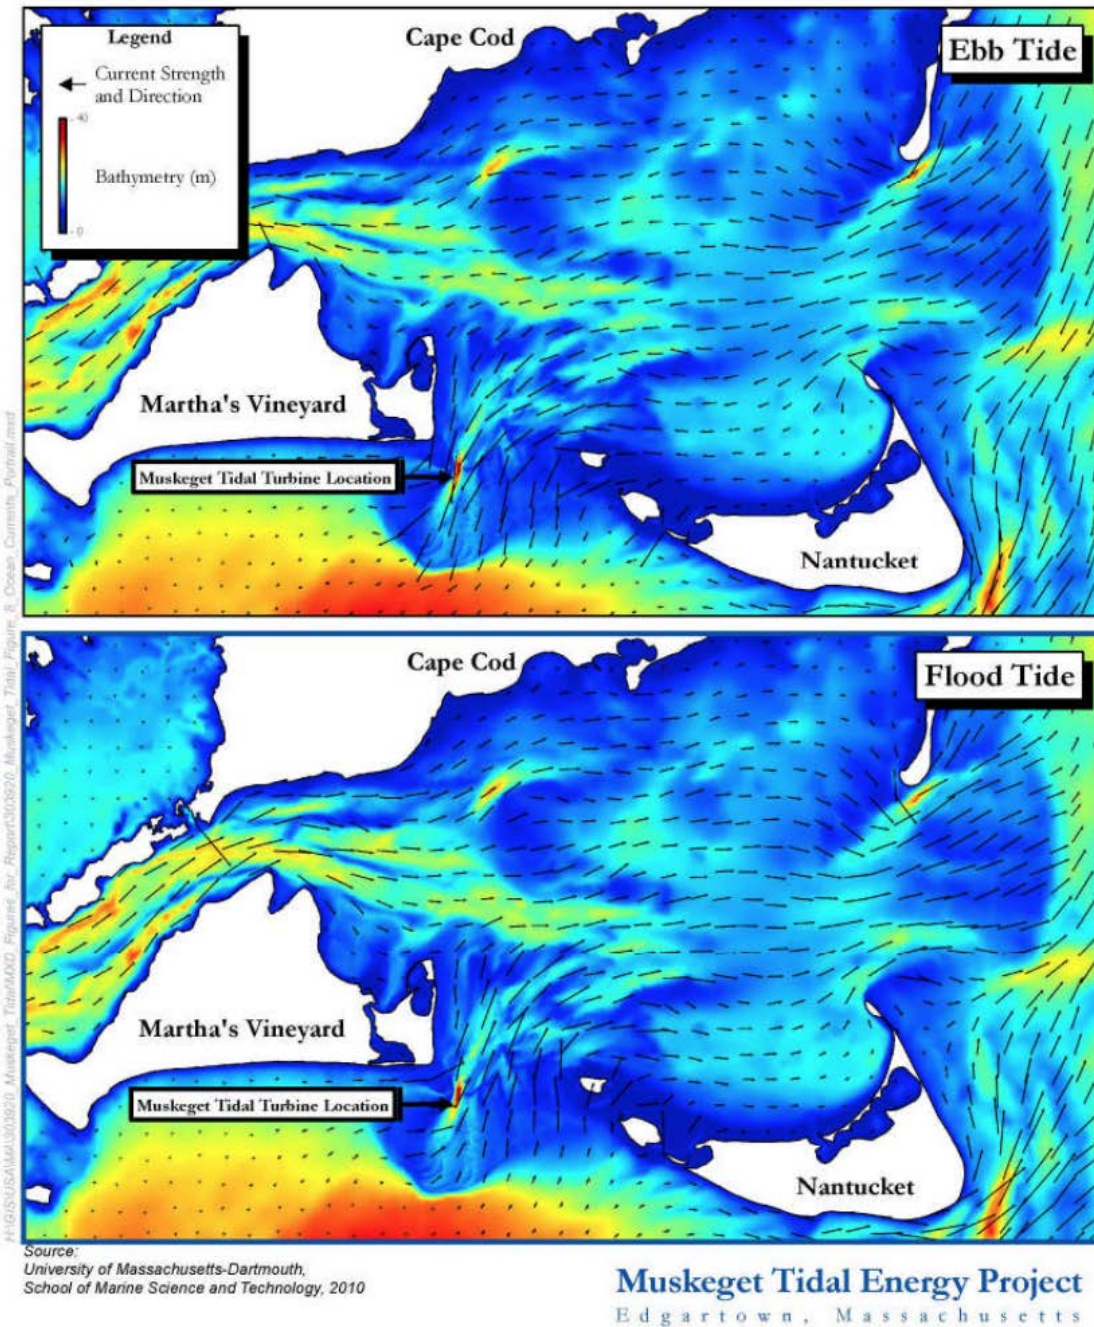 Legend
Current Strength
and Direction
40
Bathymetry (m)
0
Cape Cod
Ebb Tide
Martha's Vineyard
Muskeget Tidal Turbine Location
Nantucket
Cape Cod
Flood Tide
Martha's Vineyard
Muskeget Tidal Turbine Location
Nantucket
Source:
University of Massachusetts-Dartmouth,
School of Marine Science and Technology, 2010
Muskeget Tidal Energy Project
Edgartown, Massachusetts